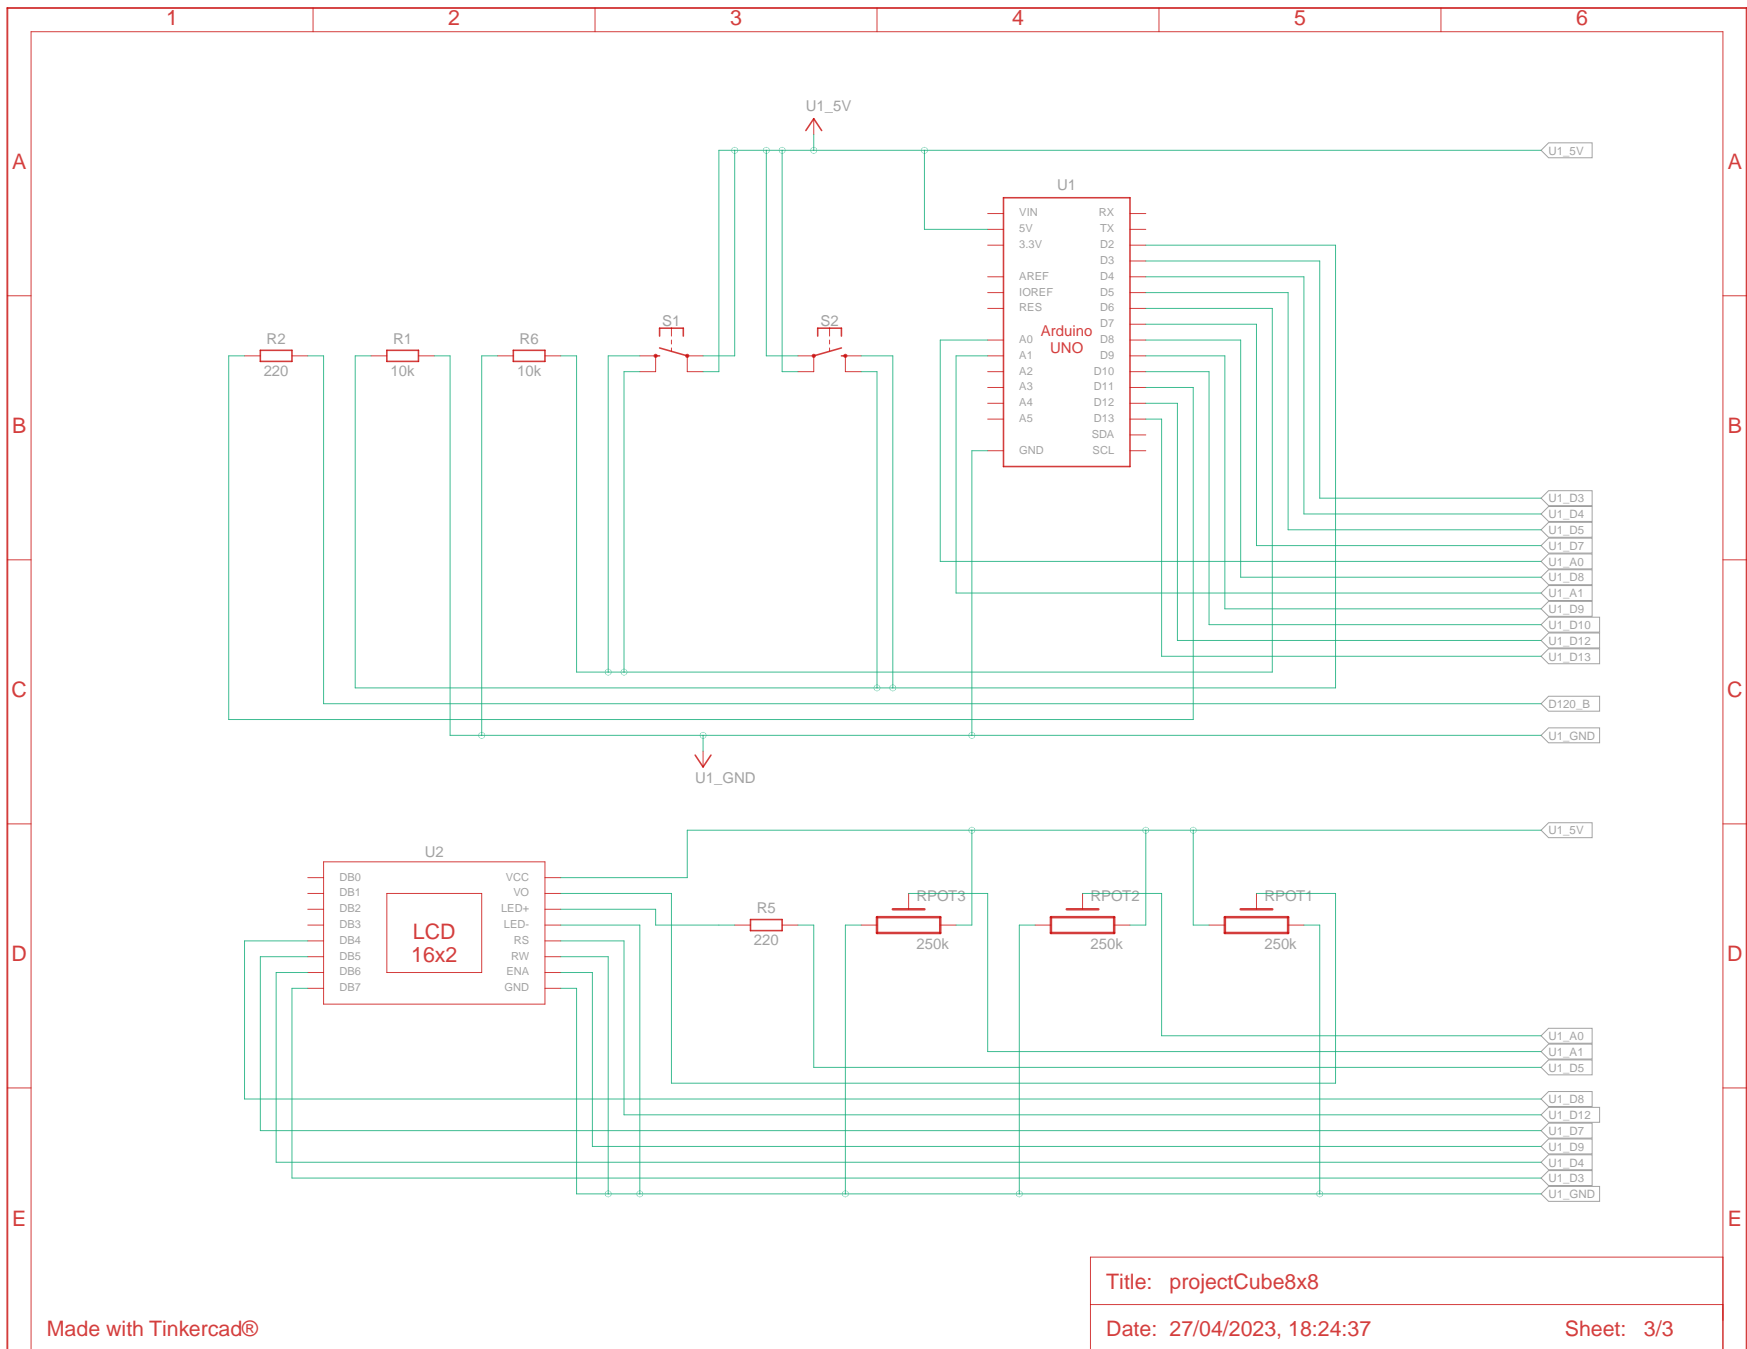 1 2 3 4 5 6
U1_5V
A U1_5V A
U1
VIN RX
5V TX
3.3V D2
D3
AREF D4
IOREF D5
RES D6
D7
Arduino
UNO
A0 D8
A1 D9
A2 D10
A3 D11
A4 D12
A5 D13
SDA
GND SCL
R2 R1 R6 S1 S2
220 10k 10k
B B
U1_D3
U1_D4
U1_D5
U1_D7
U1_A0
U1_D8
U1_A1
U1_D9
U1_D10
U1_D12
U1_D13
C C
D120_B
U1_GND
U1_GND
U1_5V
U2
DB0 VCC
DB1 VO
DB2 LED+
DB3 LED-
DB4 RS
DB5 RW
DB6 ENA
DB7 GND
LCD
16x2
R5
220
RPOT3 RPOT2 RPOT1
250k 250k 250k
D D
U1_A0
U1_A1
U1_D5
U1_D8
U1_D12
U1_D7
U1_D9
U1_D4
U1_D3
U1_GND
E E
Title: projectCube8x8
Made with Tinkercad®
Date: 27/04/2023, 18:24:37 Sheet: 3/3